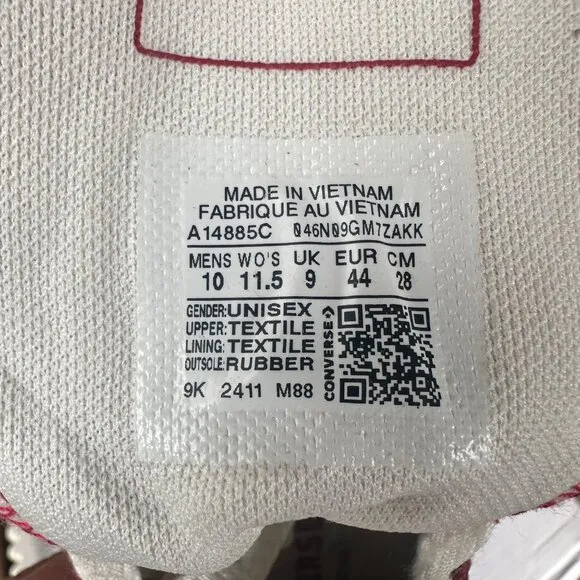 MADE IN VIETNAM
FABRIQUE AU VIETNAM
A14885C 046N09GM7ZAKK
MENS WO'S UK EUR CM
10 11.5 9 44 28
GENDER:UNISEX
UPPER:TEXTILE
LINING:TEXTILE
OUTSOLE:RUBBER
CONVERSE
9K 2411 M88